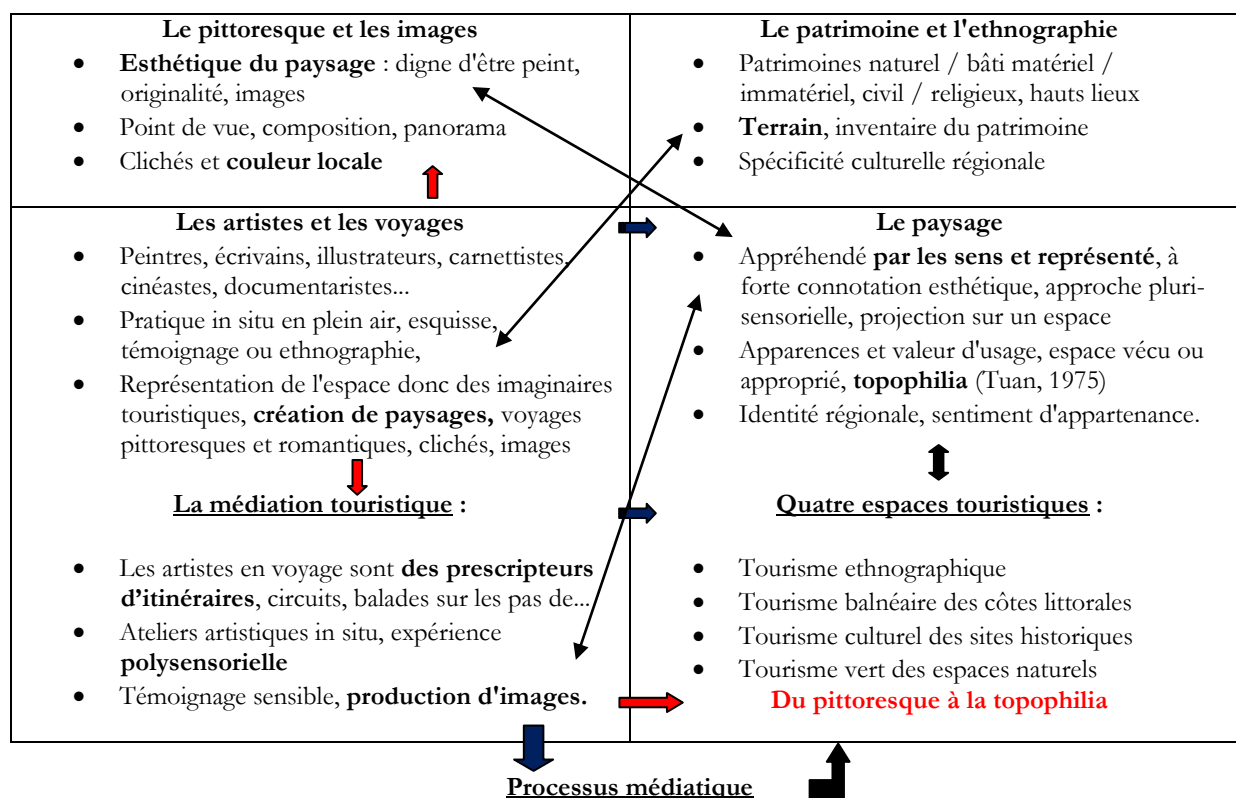 Le pittoresque et les images
• Esthétique du paysage : digne d'être peint,
originalité, images
• Point de vue, composition, panorama
• Clichés et couleur locale
Le patrimoine et l'ethnographie
• Patrimoines naturel / bâti matériel /
immatériel, civil / religieux, hauts lieux
• Terrain, inventaire du patrimoine
• Spécificité culturelle régionale
Les artistes et les voyages
• Peintres, écrivains, illustrateurs, carnettistes,
cinéastes, documentaristes...
• Pratique in situ en plein air, esquisse,
témoignage ou ethnographie,
• Représentation de l'espace donc des imaginaires
touristiques, création de paysages, voyages
pittoresques et romantiques, clichés, images
La médiation touristique :
• Les artistes en voyage sont des prescripteurs
d'itinéraires, circuits, balades sur les pas de...
• Ateliers artistiques in situ, expérience
polysensorielle
• Témoignage sensible, production d'images.
Le paysage
• Appréhendé par les sens et représenté, à
forte connotation esthétique, approche pluri-
sensorielle, projection sur un espace
• Apparences et valeur d'usage, espace vécu ou
approprié, topophilia (Tuan, 1975)
• Identité régionale, sentiment d'appartenance.
Quatre espaces touristiques :
• Tourisme ethnographique
• Tourisme balnéaire des côtes littorales
• Tourisme culturel des sites historiques
• Tourisme vert des espaces naturels
Du pittoresque à la topophilia
Processus médiatique